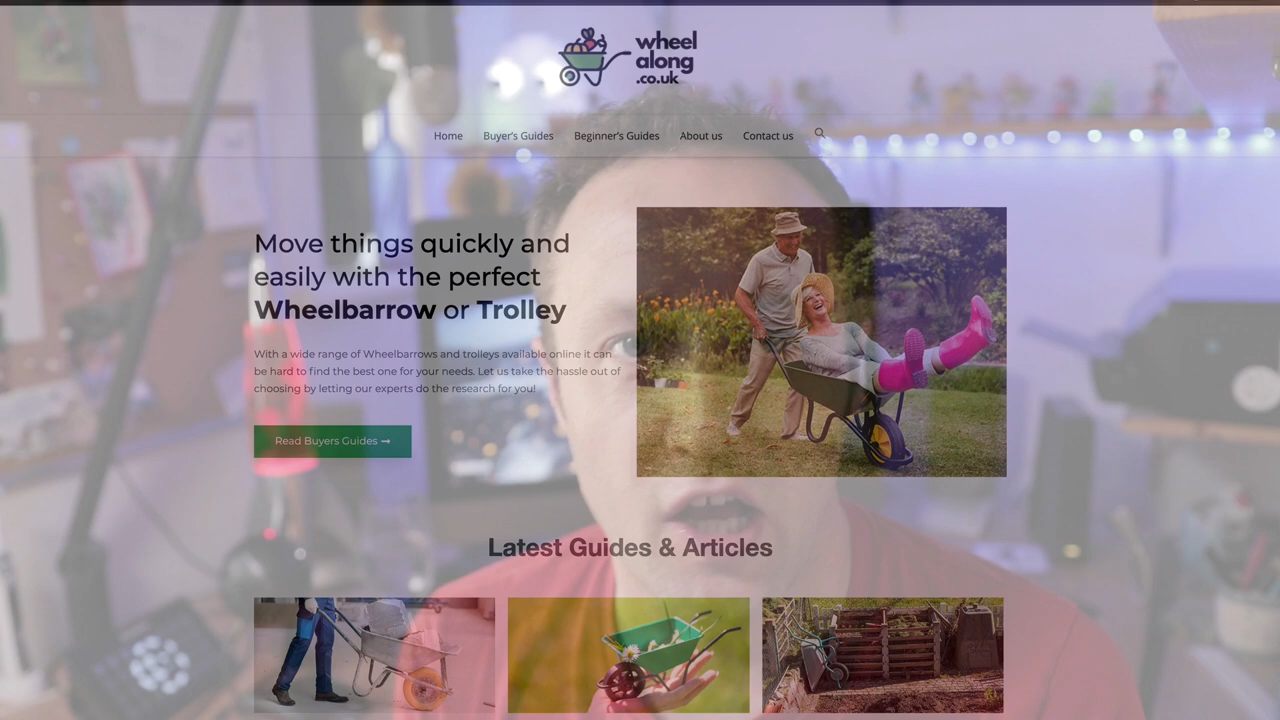 wheel
along
.co.uk
Home Buyer's Guides Beginner's Guides About us Contact us
Move things quickly and
easily with the perfect
Wheelbarrow or Trolley
With a wide range of Wheelbarrows and trolleys available online it can
be hard to find the best one for your needs. Let us take the hassle out of
choosing by letting our experts do the research for you!
Read Buyers Guides ➞
Latest Guides & Articles